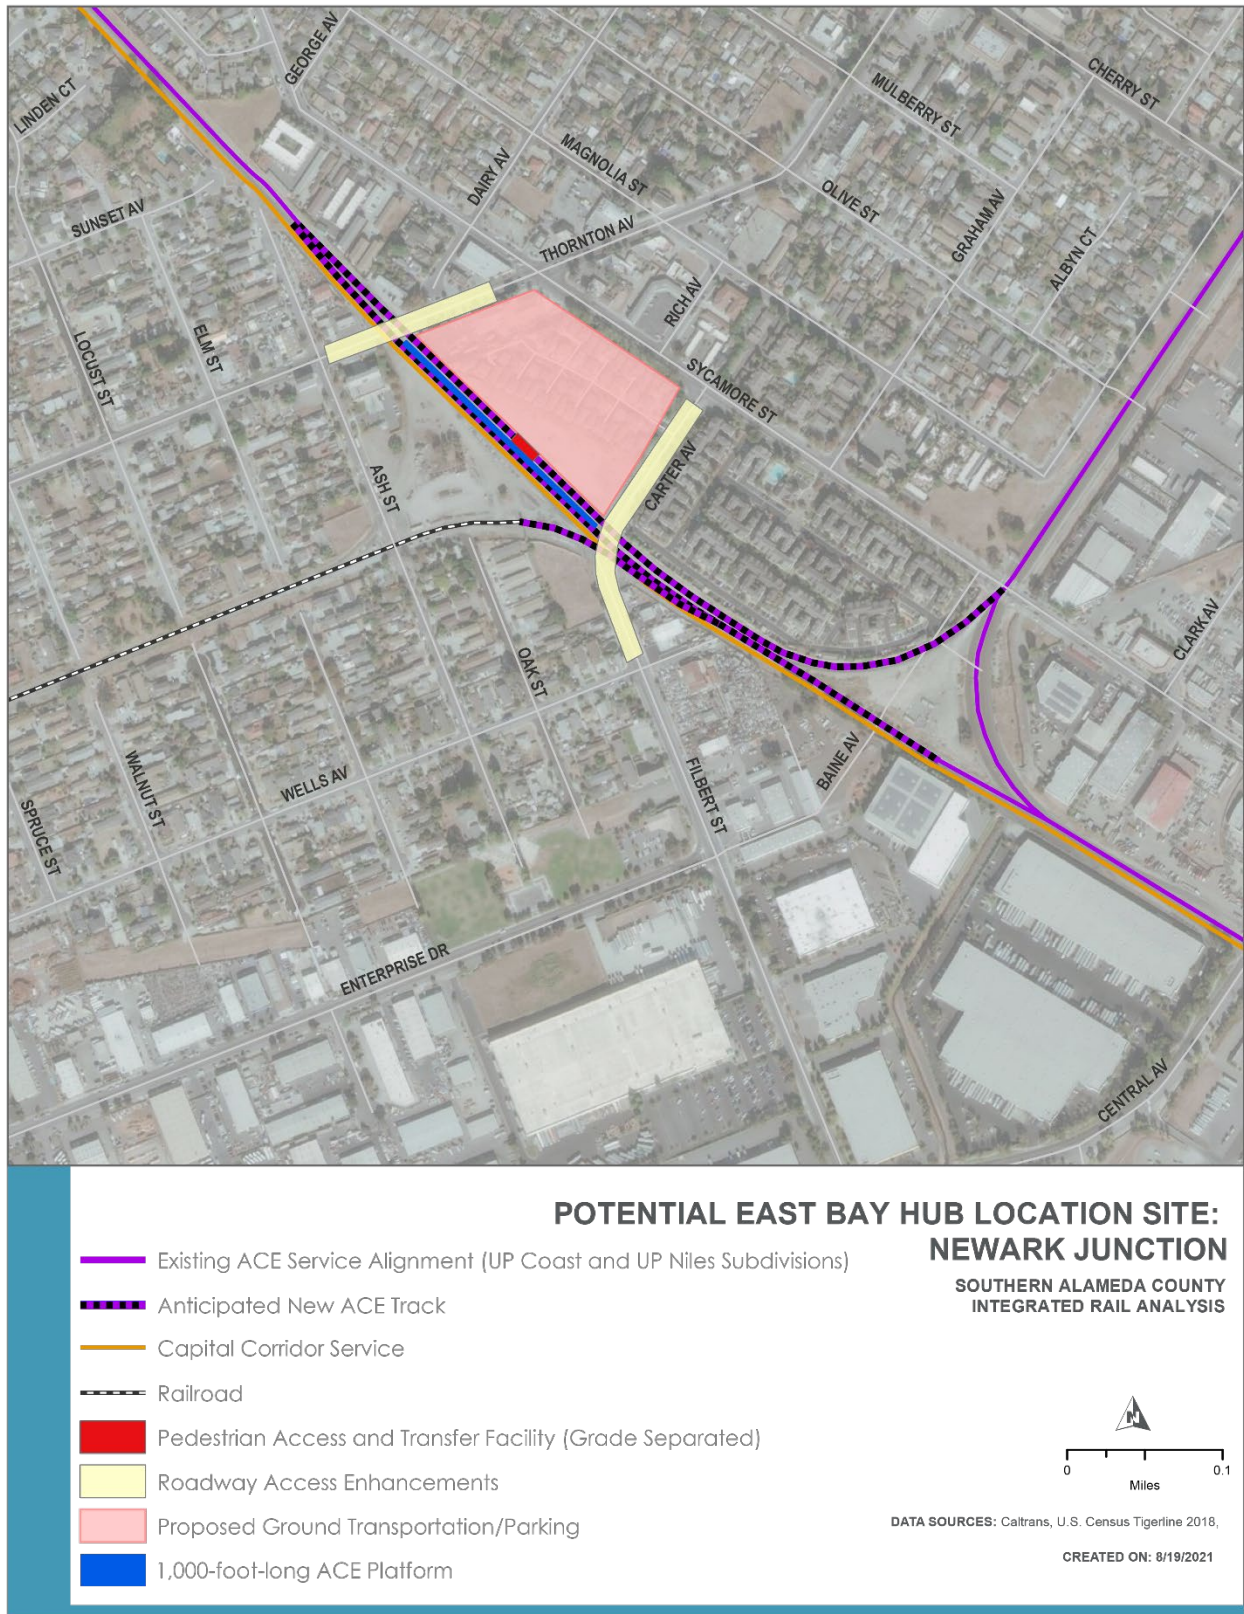 GEORGE AV
CHERRY ST
LINDEN CT
MULBERRY ST
MAGNOLIA ST
DAIRY AV
OLIVE ST
SUNSET AV
THORNTON AV
GRAHAM AV
ALBYN CT
RICH AV
LOCUST ST
ELM ST
SYCAMORE ST
CARTER AV
ASH ST
CLARK AV
OAK ST
WALNUT ST
WELLS AV
BAINE AV
FILBERT ST
SPRUCE ST
ENTERPRISE DR
CENTRAL AV
POTENTIAL EAST BAY HUB LOCATION SITE:
NEWARK JUNCTION
SOUTHERN ALAMEDA COUNTY
INTEGRATED RAIL ANALYSIS
Existing ACE Service Alignment (UP Coast and UP Niles Subdivisions)
Anticipated New ACE Track
Capital Corridor Service
Railroad
Pedestrian Access and Transfer Facility (Grade Separated)
Roadway Access Enhancements
Proposed Ground Transportation/Parking
1,000-foot-long ACE Platform
N
0 0.1
Miles
DATA SOURCES: Caltrans, U.S. Census Tigerline 2018,
CREATED ON: 8/19/2021